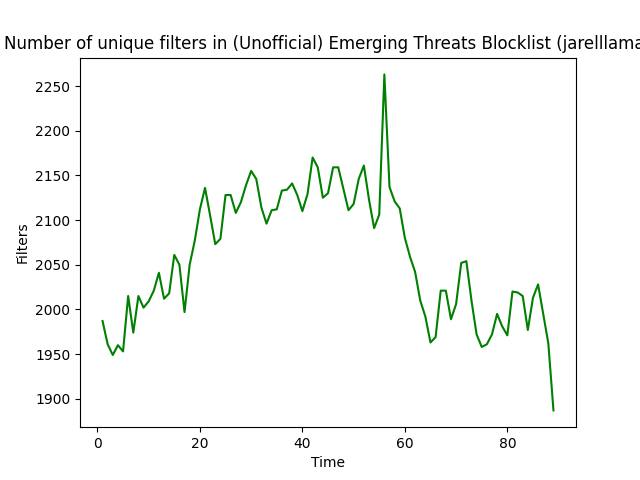 Number of unique filters in (Unofficial) Emerging Threats Blocklist (jarelllama
2250
2200
2150
2100
2050
2000
1950
1900
Filters
0 20 40 60 80
Time